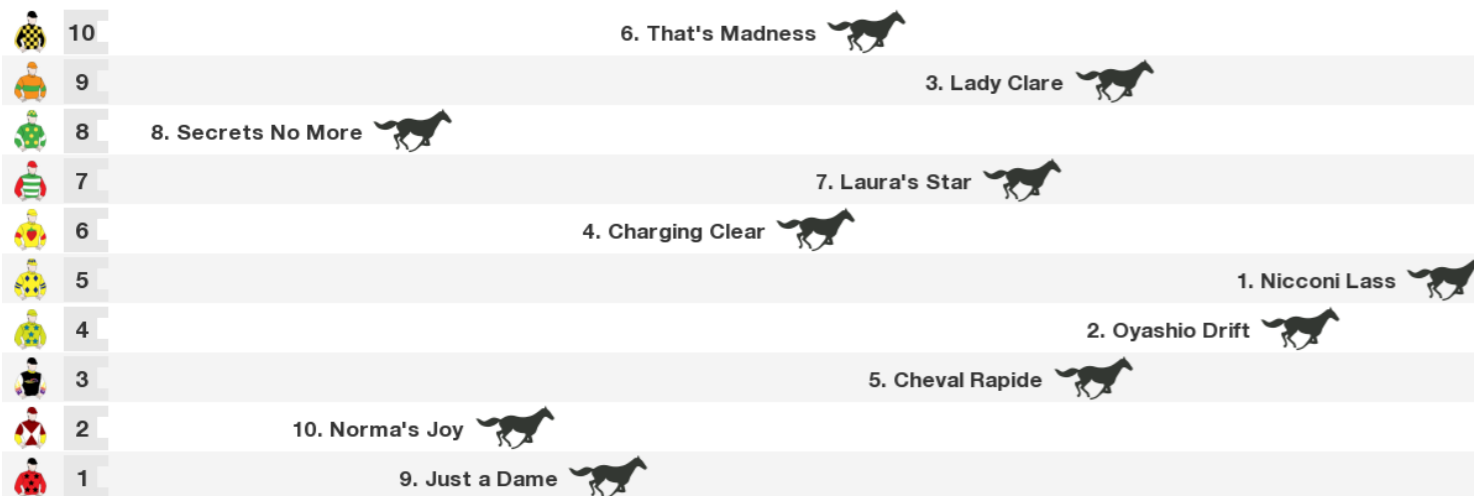 10 6. That's Madness
9 3. Lady Clare
8 8. Secrets No More
7 7. Laura's Star
6 4. Charging Clear
5 1. Nicconi Lass
4 2. Oyashio Drift
3 5. Cheval Rapide
2 10. Norma's Joy
1 9. Just a Dame